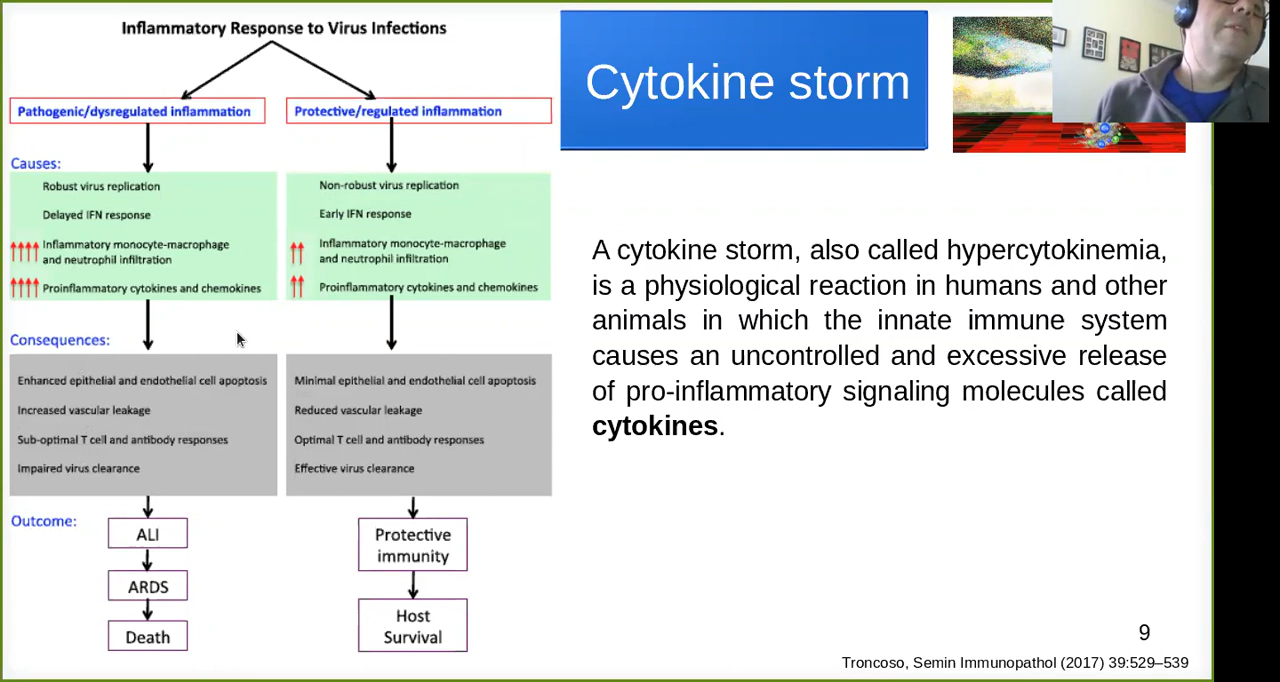 Inflammatory Response to Virus Infections
Pathogenic/dysregulated inflammation
Protective/regulated inflammation
Causes:
Robust virus replication
Delayed IFN response
Inflammatory monocyte-macrophage
and neutrophil infiltration
Proinflammatory cytokines and chemokines
Non-robust virus replication
Early IFN response
Inflammatory monocyte-macrophage
and neutrophil infiltration
Proinflammatory cytokines and chemokines
Consequences:
Enhanced epithelial and endothelial cell apoptosis
Increased vascular leakage
Sub-optimal T cell and antibody responses
Impaired virus clearance
Minimal epithelial and endothelial cell apoptosis
Reduced vascular leakage
Optimal T cell and antibody responses
Effective virus clearance
Outcome:
ALI
ARDS
Death
Protective
immunity
Host
Survival
Cytokine storm
A cytokine storm, also called hypercytokinemia,
is a physiological reaction in humans and other
animals in which the innate immune system
causes an uncontrolled and excessive release
of pro-inflammatory signaling molecules called
cytokines.
9
Troncoso, Semin Immunopathol (2017) 39:529–539